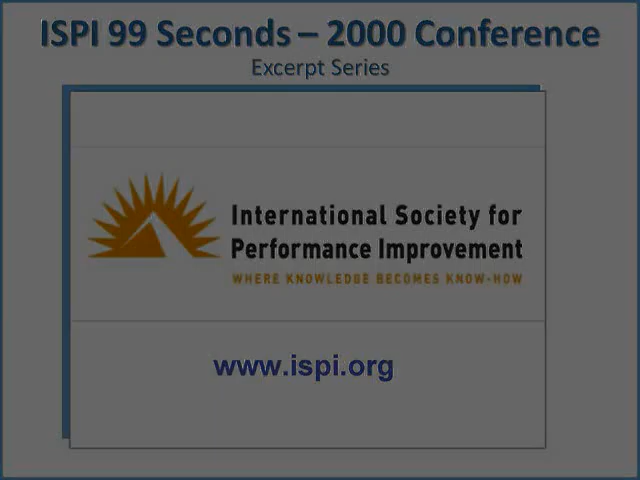 ISPI 99 Seconds – 2000 Conference
Excerpt Series
International Society for
Performance Improvement
WHERE KNOWLEDGE BECOMES KNOW-HOW
www.ispi.org